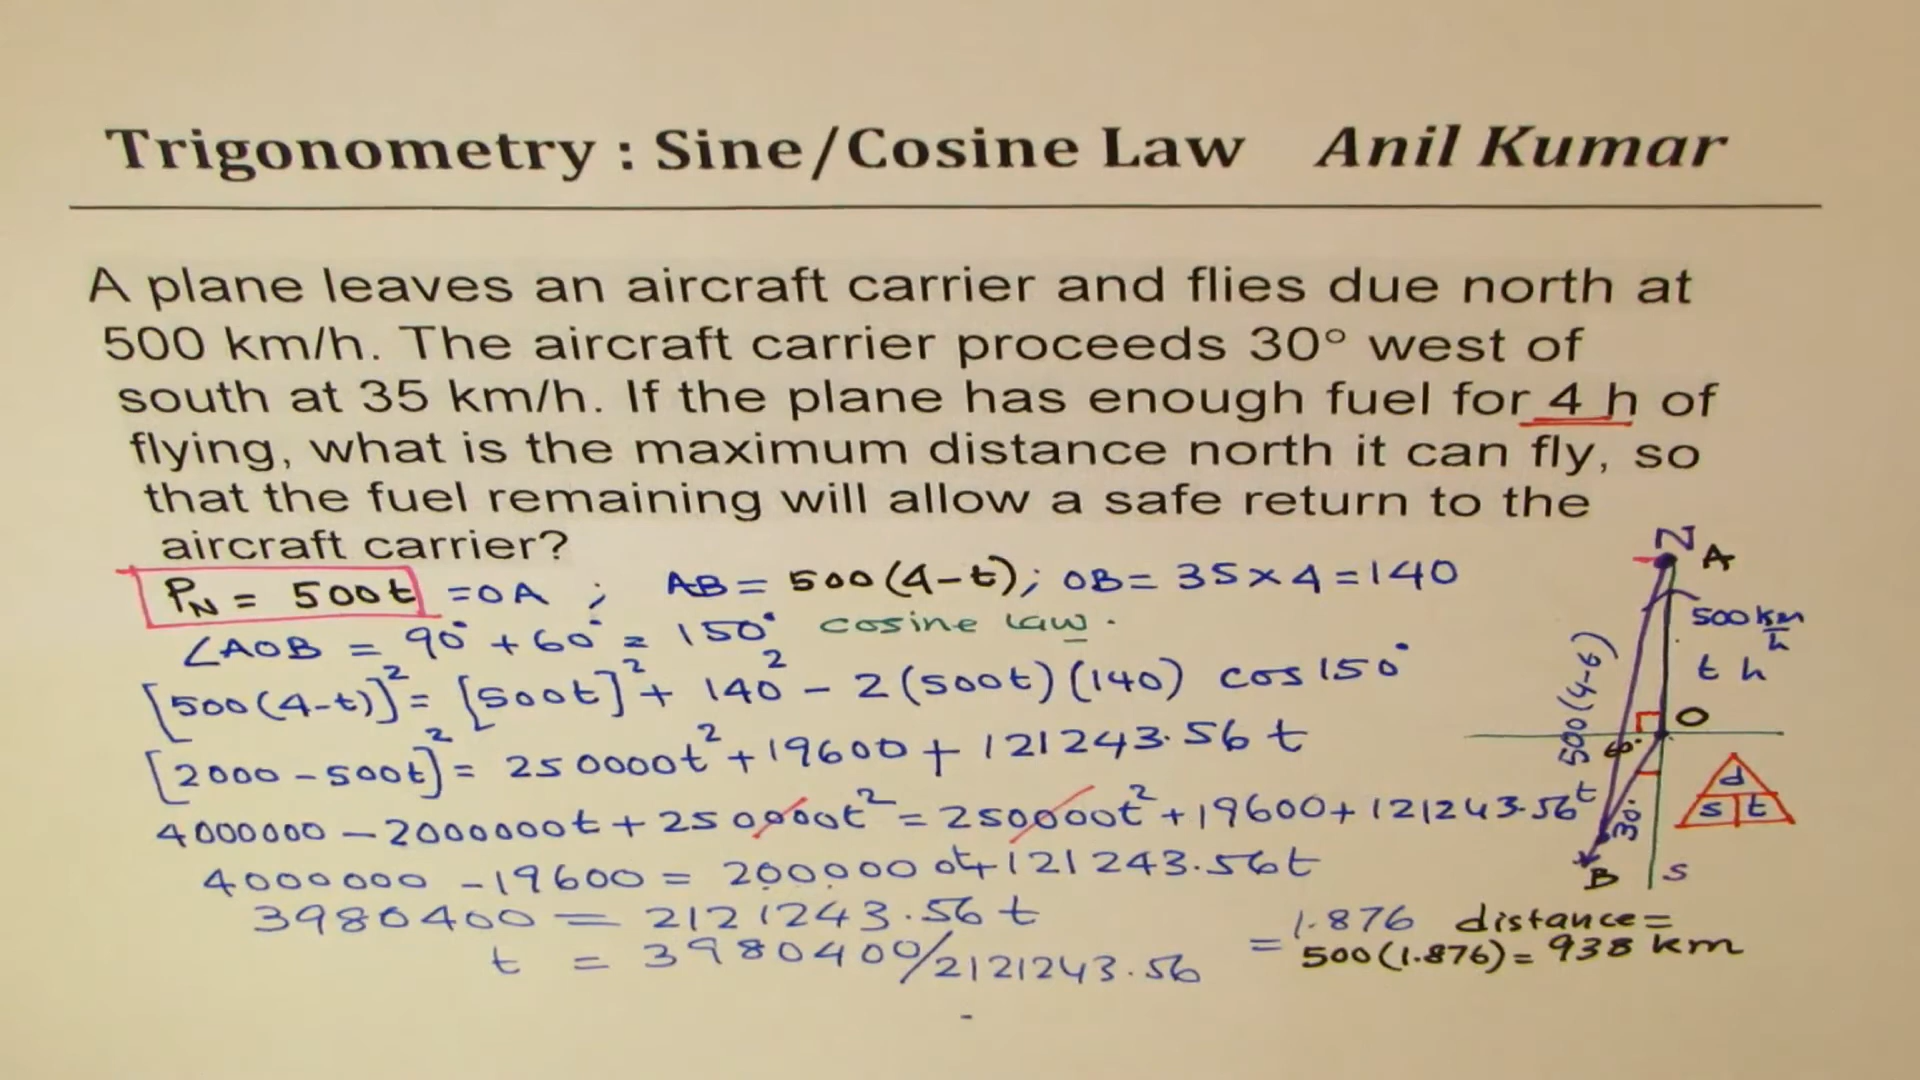 Trigonometry : Sine/Cosine Law Anil Kumar
A plane leaves an aircraft carrier and flies due north at
500 km/h. The aircraft carrier proceeds 30° west of
south at 35 km/h. If the plane has enough fuel for 4 h of
flying, what is the maximum distance north it can fly, so
that the fuel remaining will allow a safe return to the
aircraft carrier?
P_N = 500t = OA ; AB = 500(4-t); OB = 35×4 = 140
∠AOB = 90° + 60° = 150° cosine law.
[500(4-t)]² = [500t]² + 140² - 2(500t)(140) cos150°
[2000 - 500t]² = 250000t² + 19600 + 121243.56t
4000000 - 2000000t + 250000t² = 250000t² + 19600 + 121243.56t
4000000 - 19600 = 2000000t + 121243.56t
3980400 = 2121243.56t
t = 3980400/2121243.56 = 1.876 distance =
500(1.876) = 938 km
N
A
500 km/h
t h
500(4-t)
O
60°
30°
B
S
d
s t